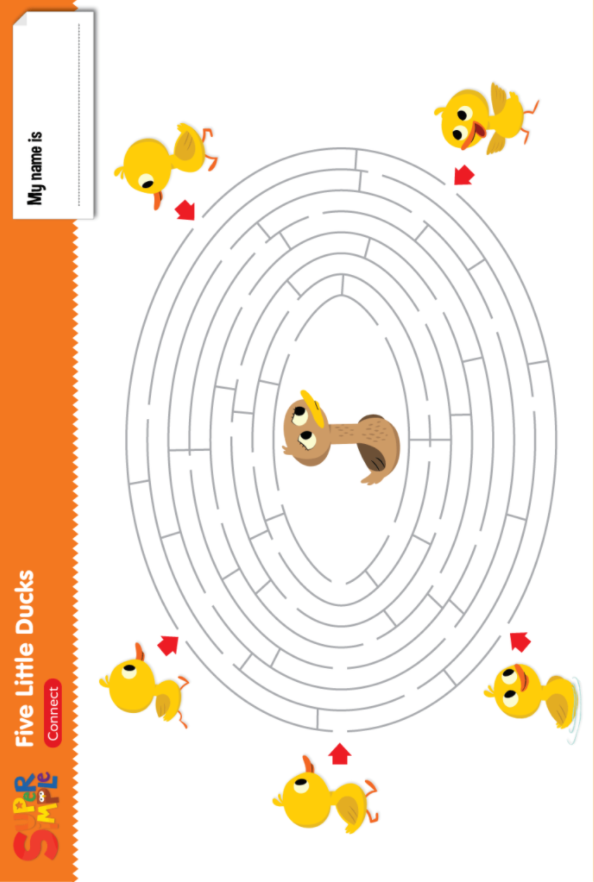 My name is
SUPER
SiMPLE
Five Little Ducks
Connect